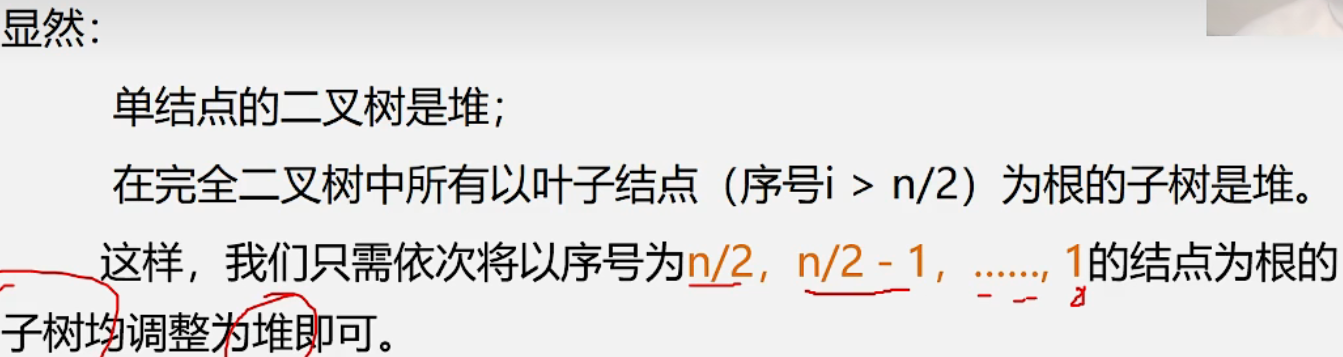 显然：
单结点的二叉树是堆；
在完全二叉树中所有以叶子结点（序号i > n/2）为根的子树是堆。
这样，我们只需依次将以序号为n/2，n/2 - 1，……, 1的结点为根的
子树均调整为堆即可。